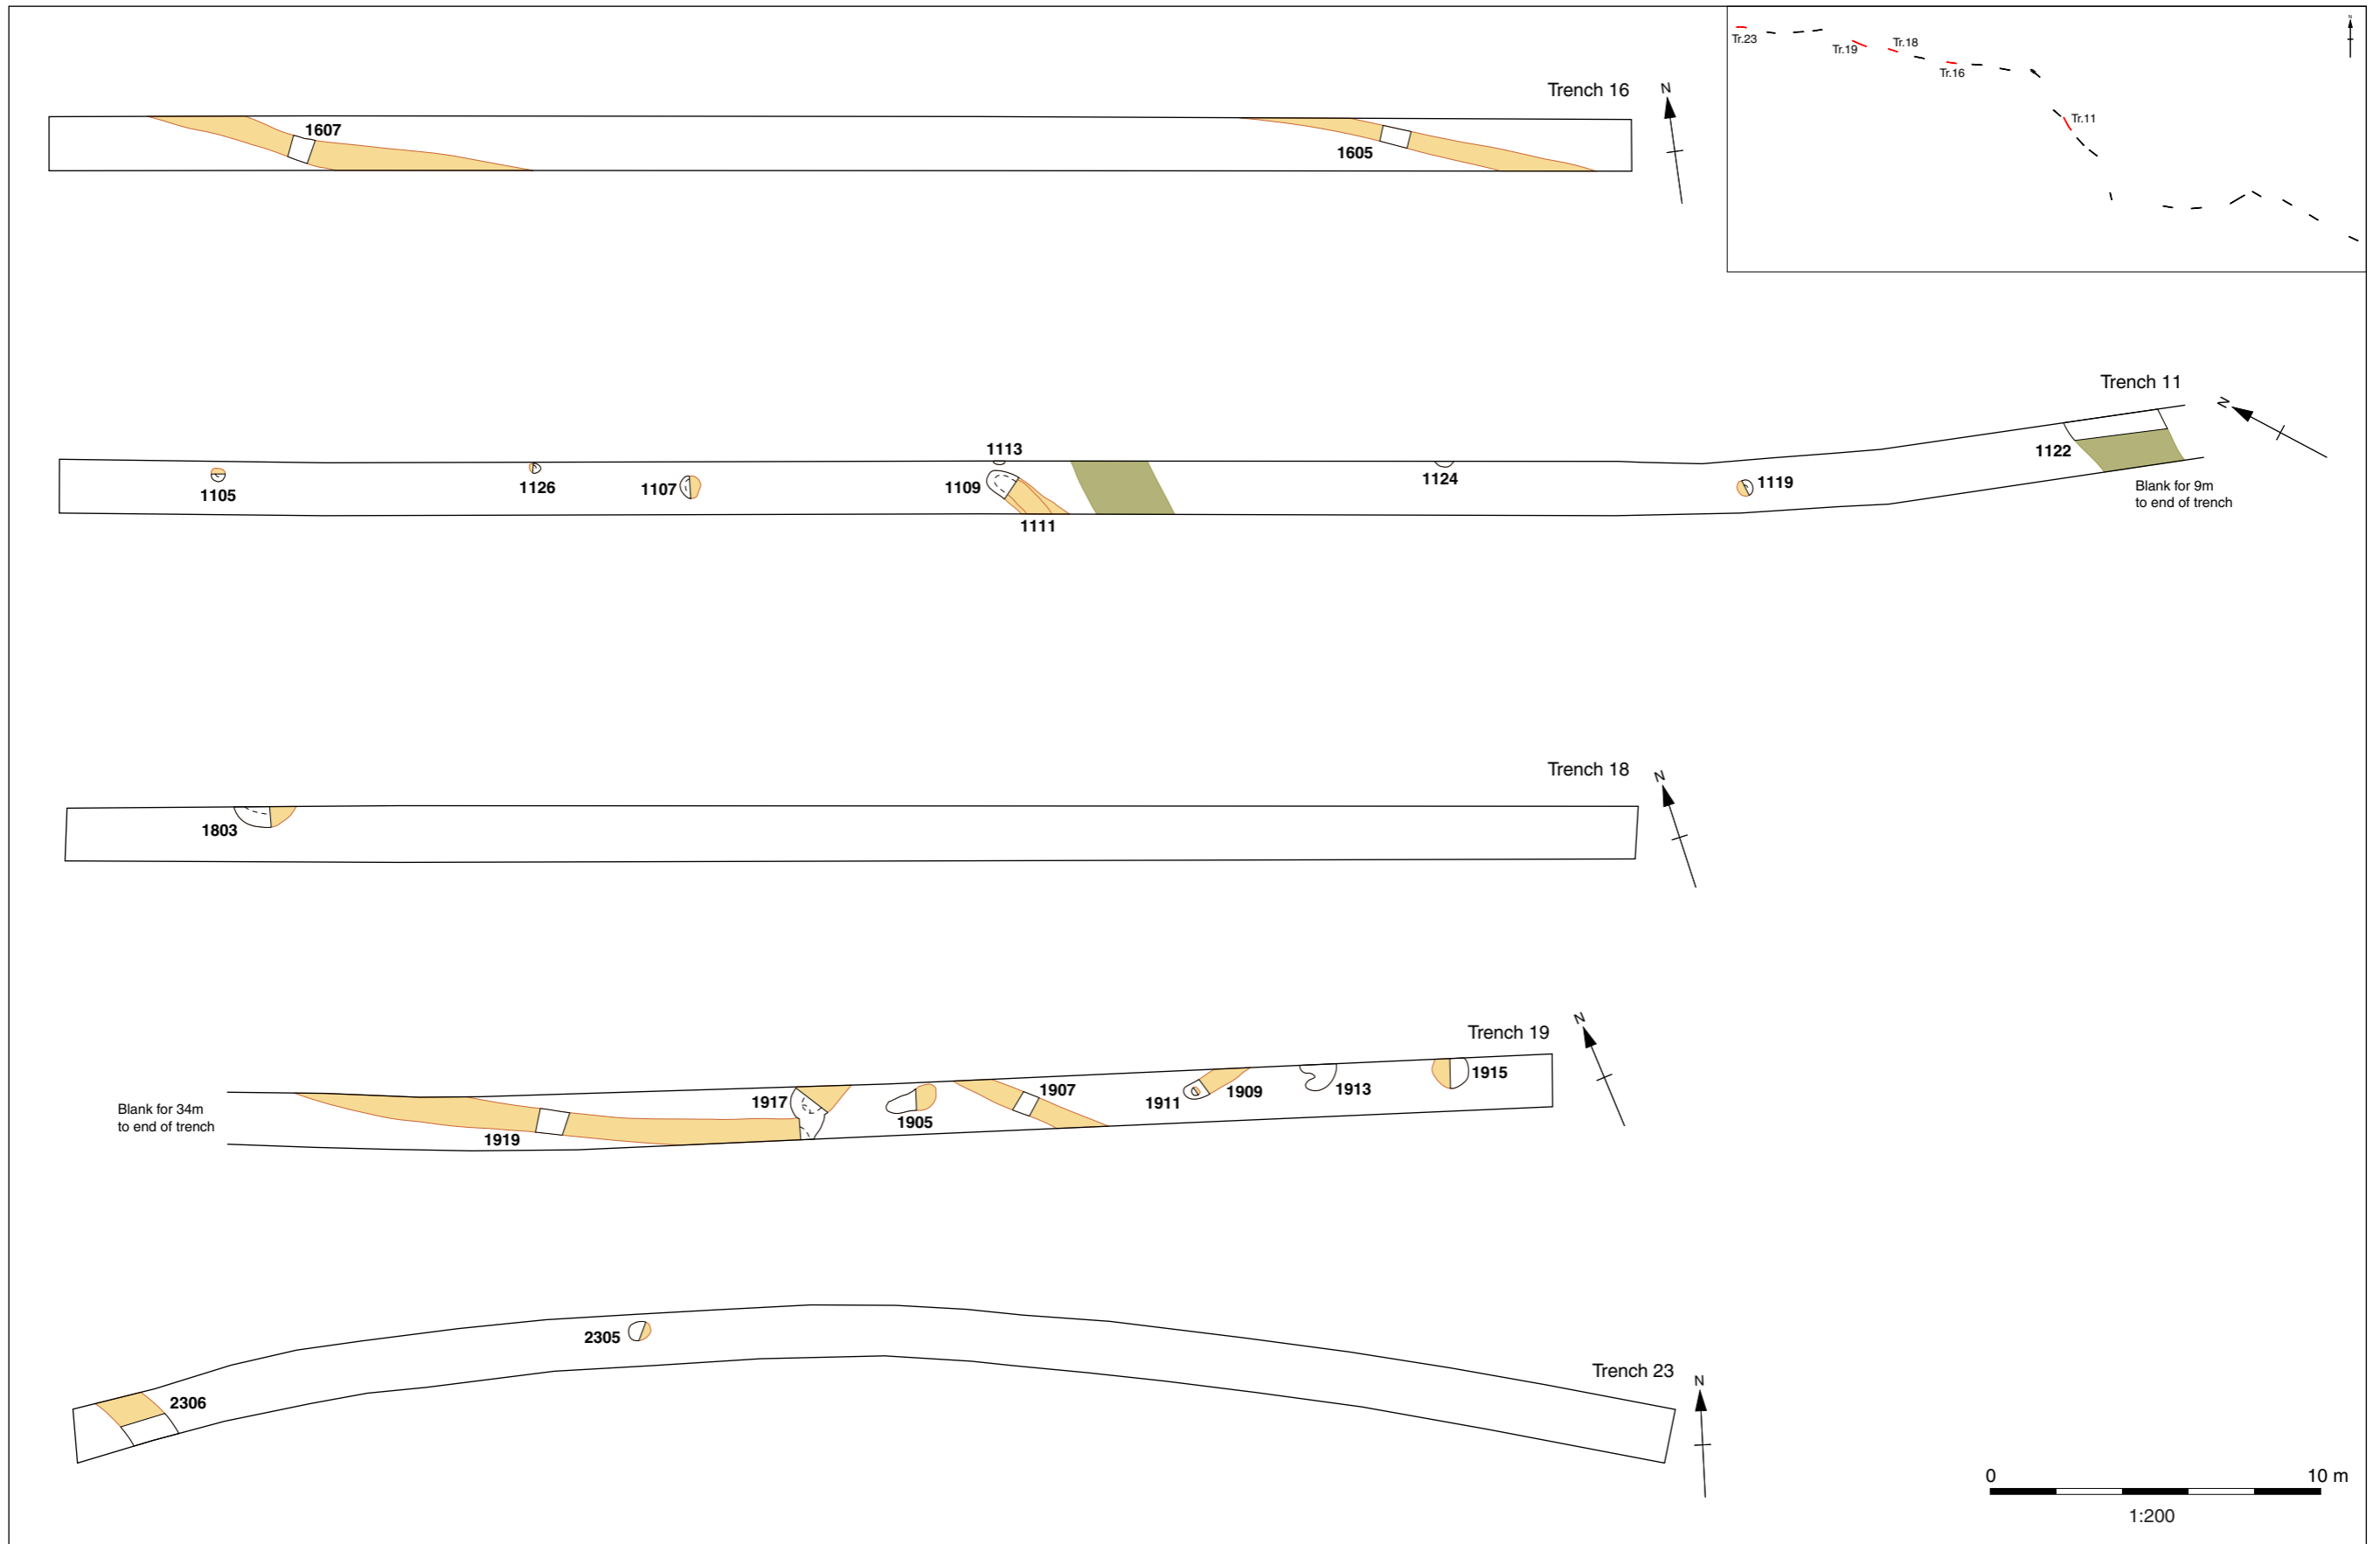 Tr.23
Tr.19
Tr.18
Tr.16
Tr.11
N
Trench 16
N
1607
1605
Trench 11
N
1113
1105
1126
1107
1109
1111
1124
1119
1122
Blank for 9m
to end of trench
Trench 18
N
1803
Trench 19
N
Blank for 34m
to end of trench
1919
1917
1905
1907
1911
1909
1913
1915
Trench 23
N
2305
2306
0
10 m
1:200